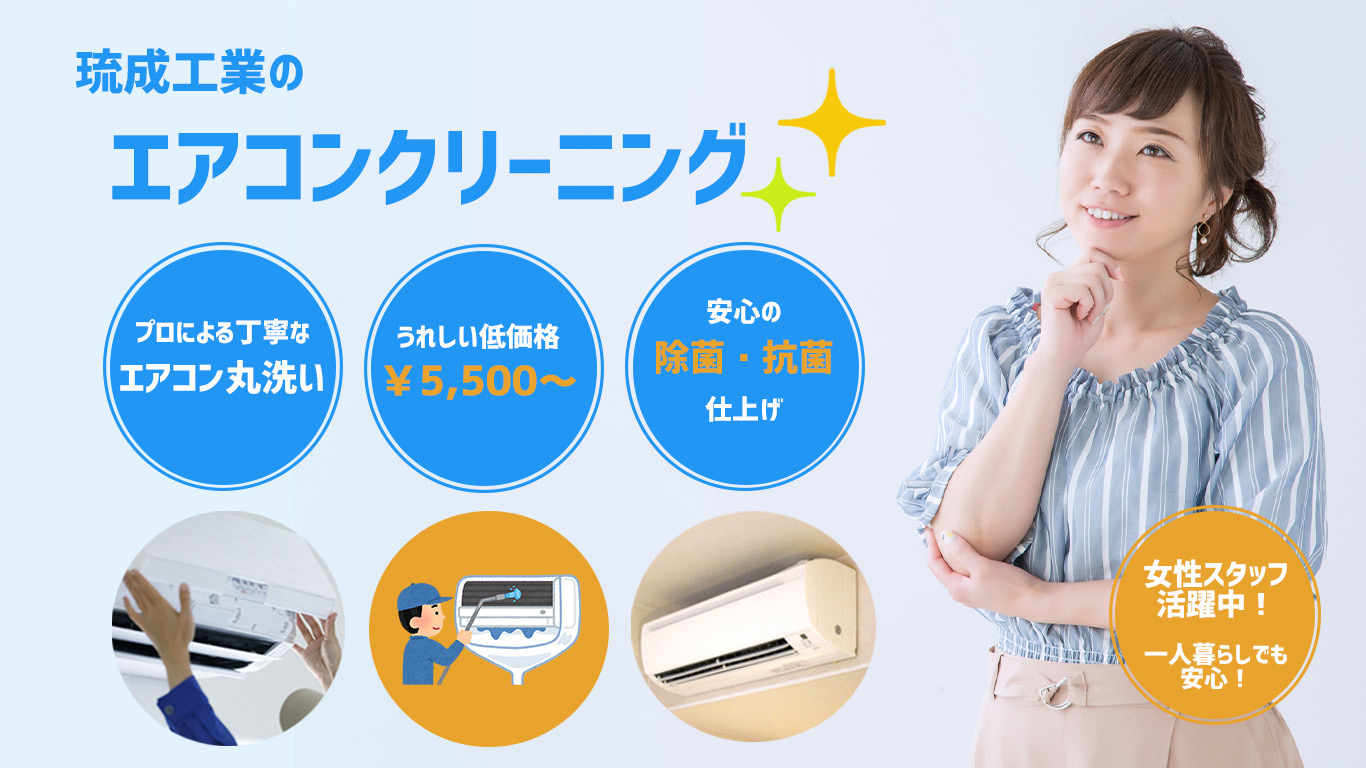 琉成工業の
エアコンクリーニング
プロによる丁寧な
エアコン丸洗い
うれしい低価格
￥5,500～
安心の
除菌・抗菌
仕上げ
女性スタッフ
活躍中！
一人暮らしでも
安心！